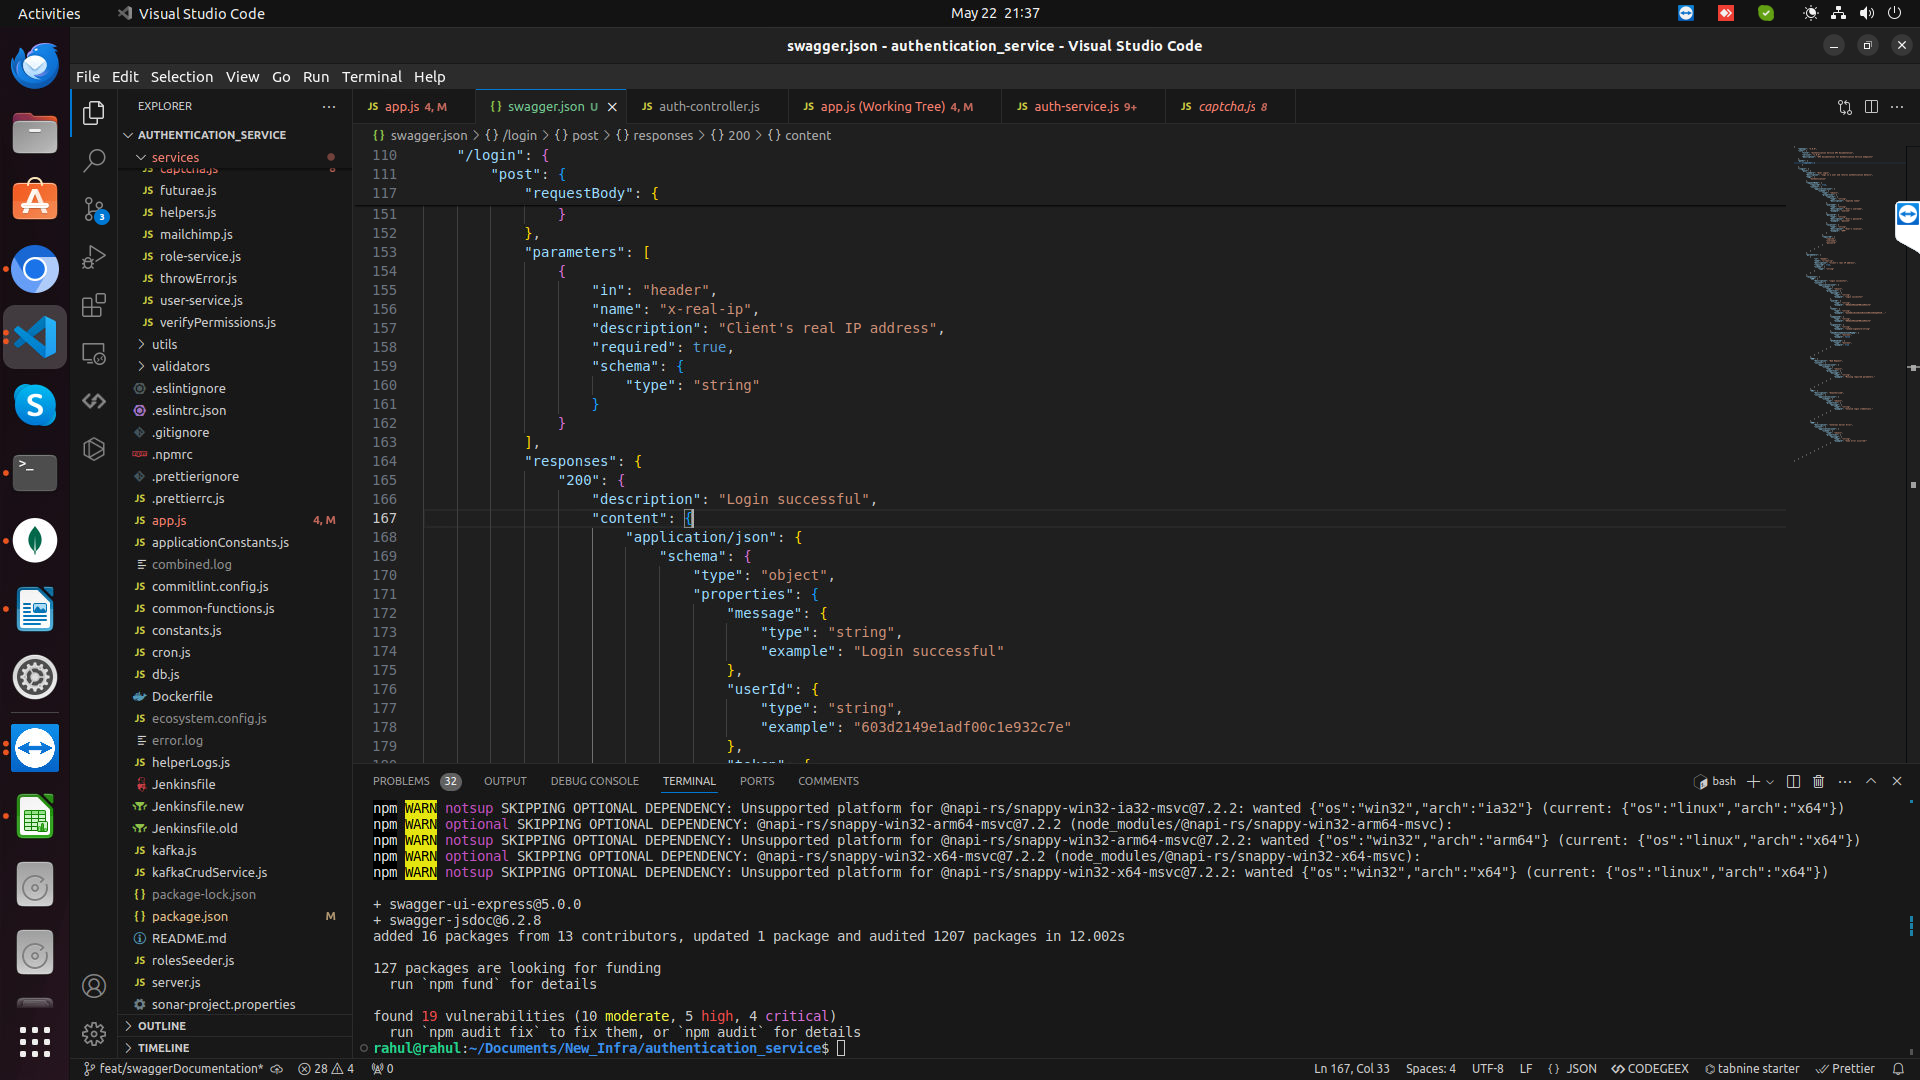 Activities
Visual Studio Code
May 22 21:37
swagger.json - authentication_service - Visual Studio Code
File Edit Selection View Go Run Terminal Help
EXPLORER
AUTHENTICATION_SERVICE
services
captcha.js 8
futurae.js
helpers.js
mailchimp.js
role-service.js
throwError.js
user-service.js
verifyPermissions.js
utils
validators
.eslintignore
.eslintrc.json
.gitignore
.npmrc
.prettierignore
.prettierrc.js
app.js 4, M
applicationConstants.js
combined.log
commitlint.config.js
common-functions.js
constants.js
cron.js
db.js
Dockerfile
ecosystem.config.js
error.log
helperLogs.js
Jenkinsfile
Jenkinsfile.new
Jenkinsfile.old
kafka.js
kafkaCrudService.js
package-lock.json
package.json M
README.md
rolesSeeder.js
server.js
sonar-project.properties
OUTLINE
TIMELINE
3
JS app.js 4, M
{} swagger.json U
JS auth-controller.js
JS app.js (Working Tree) 4, M
JS auth-service.js 9+
JS captcha.js 8
{} swagger.json > {} /login > {} post > {} responses > {} 200 > {} content
110 "/login": {
111 "post": {
117 "requestBody": {
151 }
152 },
153 "parameters": [
154 {
155 "in": "header",
156 "name": "x-real-ip",
157 "description": "Client's real IP address",
158 "required": true,
159 "schema": {
160 "type": "string"
161 }
162 }
163 ],
164 "responses": {
165 "200": {
166 "description": "Login successful",
167 "content": {
168 "application/json": {
169 "schema": {
170 "type": "object",
171 "properties": {
172 "message": {
173 "type": "string",
174 "example": "Login successful"
175 },
176 "userId": {
177 "type": "string",
178 "example": "603d2149e1adf00c1e932c7e"
179 },
180 "token": {
PROBLEMS 32 OUTPUT DEBUG CONSOLE TERMINAL PORTS COMMENTS
bash
npm WARN notsup SKIPPING OPTIONAL DEPENDENCY: Unsupported platform for @napi-rs/snappy-win32-ia32-msvc@7.2.2: wanted {"os":"win32","arch":"ia32"} (current: {"os":"linux","arch":"x64"})
npm WARN optional SKIPPING OPTIONAL DEPENDENCY: @napi-rs/snappy-win32-arm64-msvc@7.2.2 (node_modules/@napi-rs/snappy-win32-arm64-msvc):
npm WARN notsup SKIPPING OPTIONAL DEPENDENCY: Unsupported platform for @napi-rs/snappy-win32-arm64-msvc@7.2.2: wanted {"os":"win32","arch":"arm64"} (current: {"os":"linux","arch":"x64"})
npm WARN optional SKIPPING OPTIONAL DEPENDENCY: @napi-rs/snappy-win32-x64-msvc@7.2.2 (node_modules/@napi-rs/snappy-win32-x64-msvc):
npm WARN notsup SKIPPING OPTIONAL DEPENDENCY: Unsupported platform for @napi-rs/snappy-win32-x64-msvc@7.2.2: wanted {"os":"win32","arch":"x64"} (current: {"os":"linux","arch":"x64"})
+ swagger-ui-express@5.0.0
+ swagger-jsdoc@6.2.8
added 16 packages from 13 contributors, updated 1 package and audited 1207 packages in 12.002s
127 packages are looking for funding
run `npm fund` for details
found 19 vulnerabilities (10 moderate, 5 high, 4 critical)
run `npm audit fix` to fix them, or `npm audit` for details
rahul@rahul:~/Documents/New_Infra/authentication_service$
feat/swaggerDocumentation* 28 4 0
Ln 167, Col 33 Spaces: 4 UTF-8 LF {} JSON CODEGEEX tabnine starter Prettier